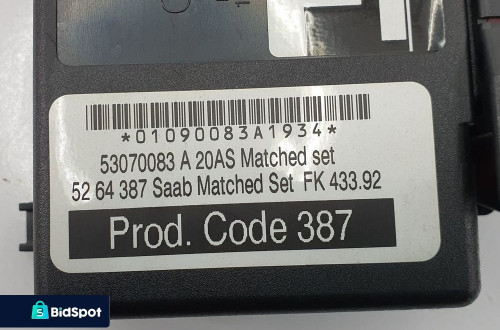 *01090083A1934*
53070083 A 20AS Matched set
52 64 387 Saab Matched Set FK 433.92
Prod. Code 387
BidSpot